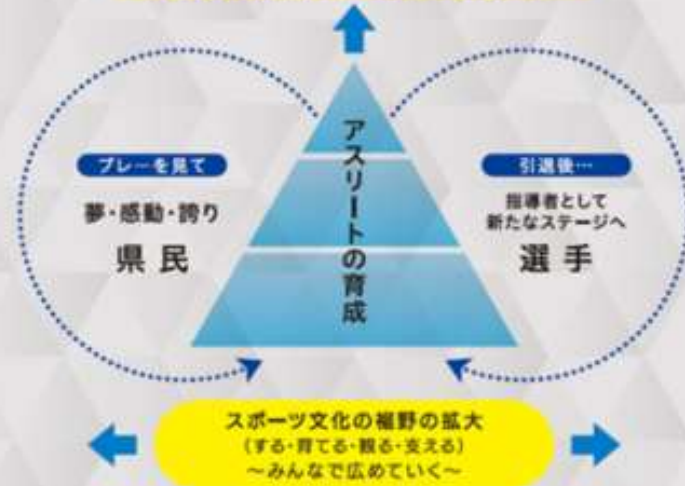 アスリートの育成
プレーを見て
夢・感動・誇り
県民
引退後…
指導者として
新たなステージへ
選手
スポーツ文化の裾野の拡大
(する・育てる・観る・支える)
～みんなで広めていく～